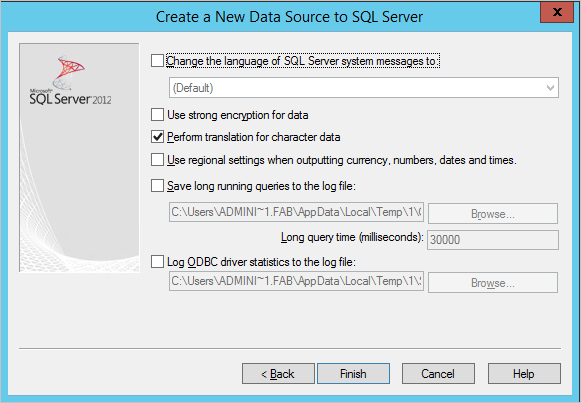 Create a New Data Source to SQL Server
x
Microsoft
SQL Server 2012
Change the language of SQL Server system messages to:
(Default)
Use strong encryption for data
Perform translation for character data
Use regional settings when outputting currency, numbers, dates and times.
Save long running queries to the log file:
C:\Users\ADMINI~1.FAB\AppData\Local\Temp\1\
Browse...
Long query time (milliseconds):
30000
Log ODBC driver statistics to the log file:
C:\Users\ADMINI~1.FAB\AppData\Local\Temp\1\
Browse...
< Back
Finish
Cancel
Help